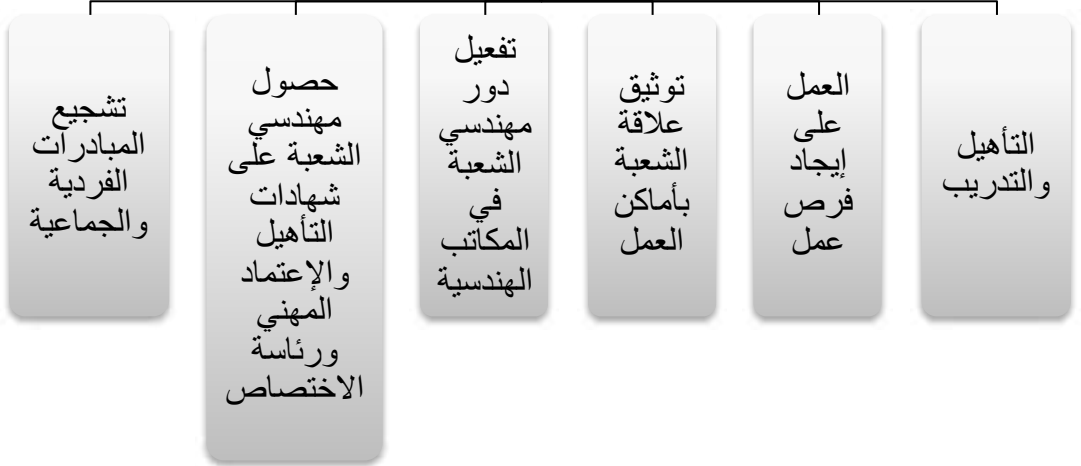 التأهيل
والتدريب
العمل
على
إيجاد
فرص
عمل
توثيق
علاقة
الشعبة
بأماكن
العمل
تفعيل
دور
مهندسي
الشعبة
في
المكاتب
الهندسية
حصول
مهندسي
الشعبة على
شهادات
التأهيل
والإعتماد
المهني
ورئاسة
الاختصاص
تشجيع
المبادرات
الفردية
والجماعية